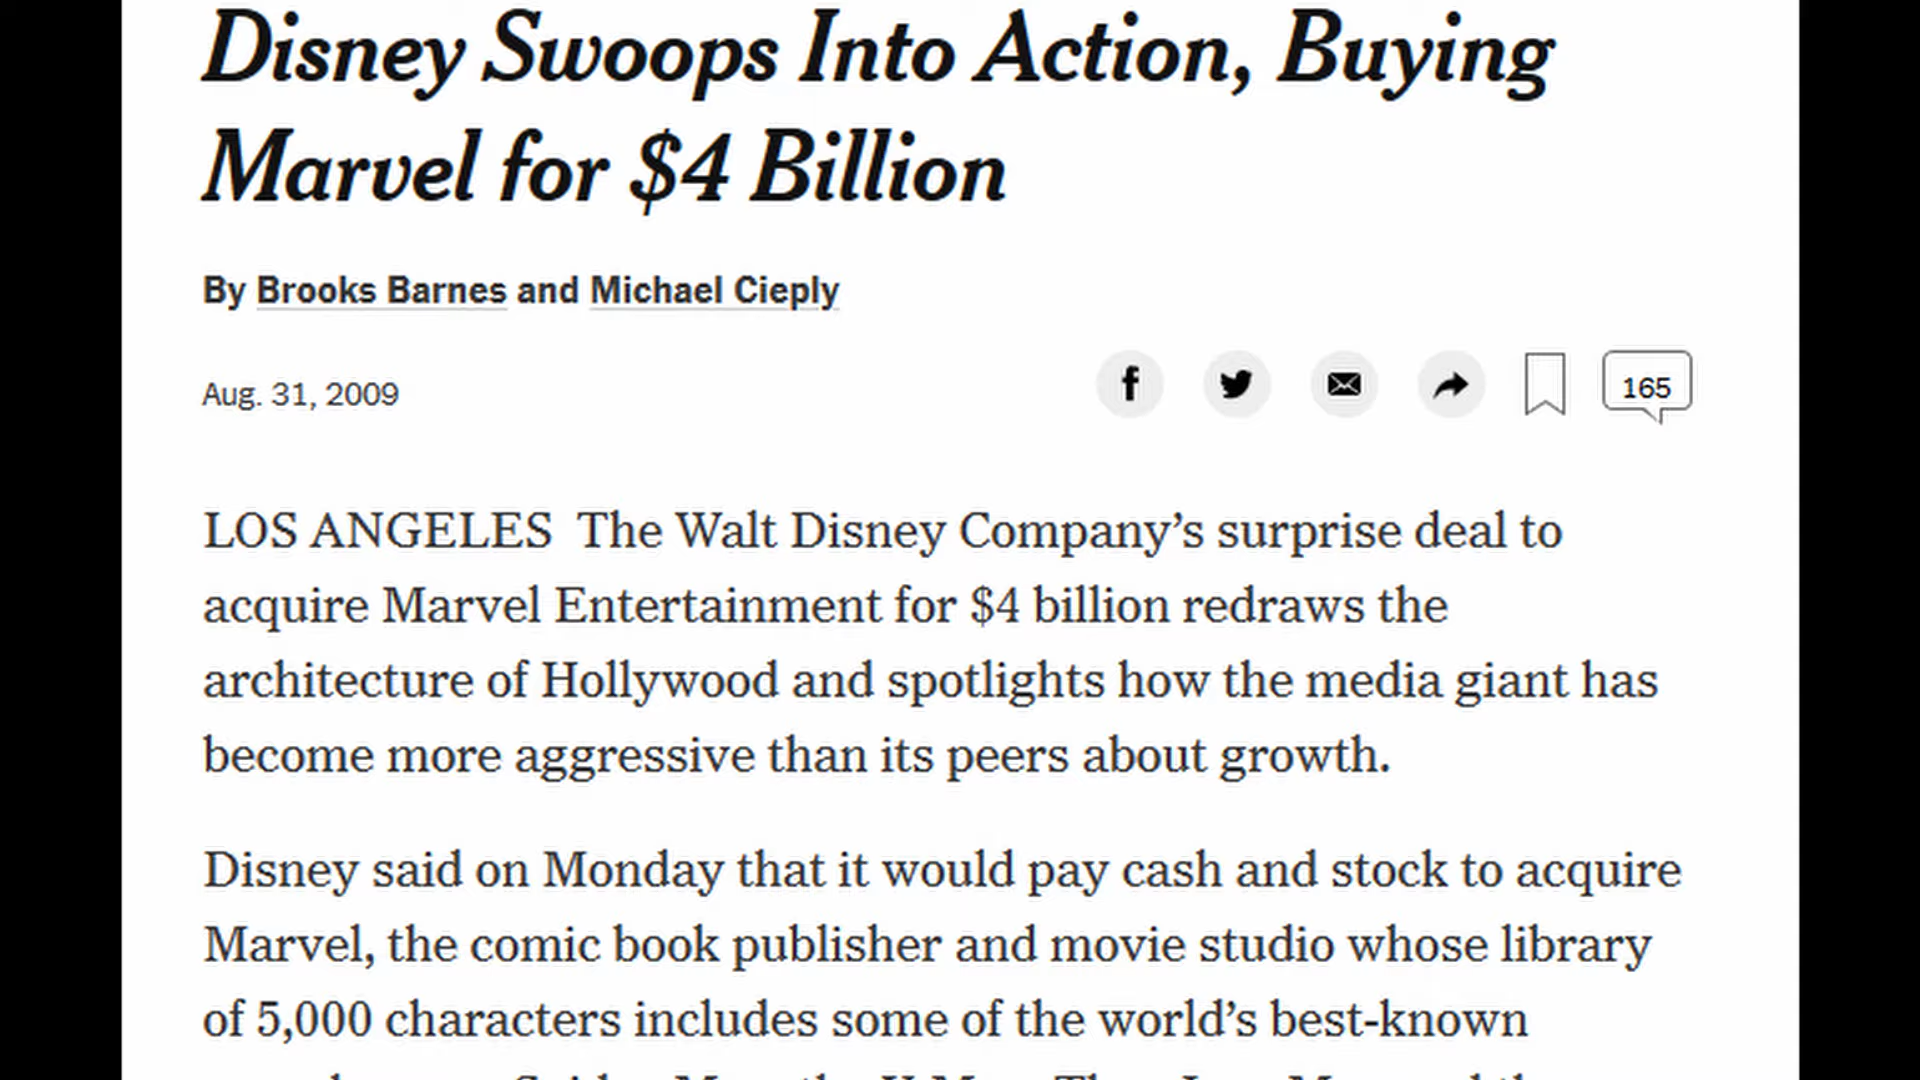 Disney Swoops Into Action, Buying
Marvel for $4 Billion
By Brooks Barnes and Michael Cieply
Aug. 31, 2009
165
LOS ANGELES The Walt Disney Company’s surprise deal to
acquire Marvel Entertainment for $4 billion redraws the
architecture of Hollywood and spotlights how the media giant has
become more aggressive than its peers about growth.
Disney said on Monday that it would pay cash and stock to acquire
Marvel, the comic book publisher and movie studio whose library
of 5,000 characters includes some of the world’s best-known